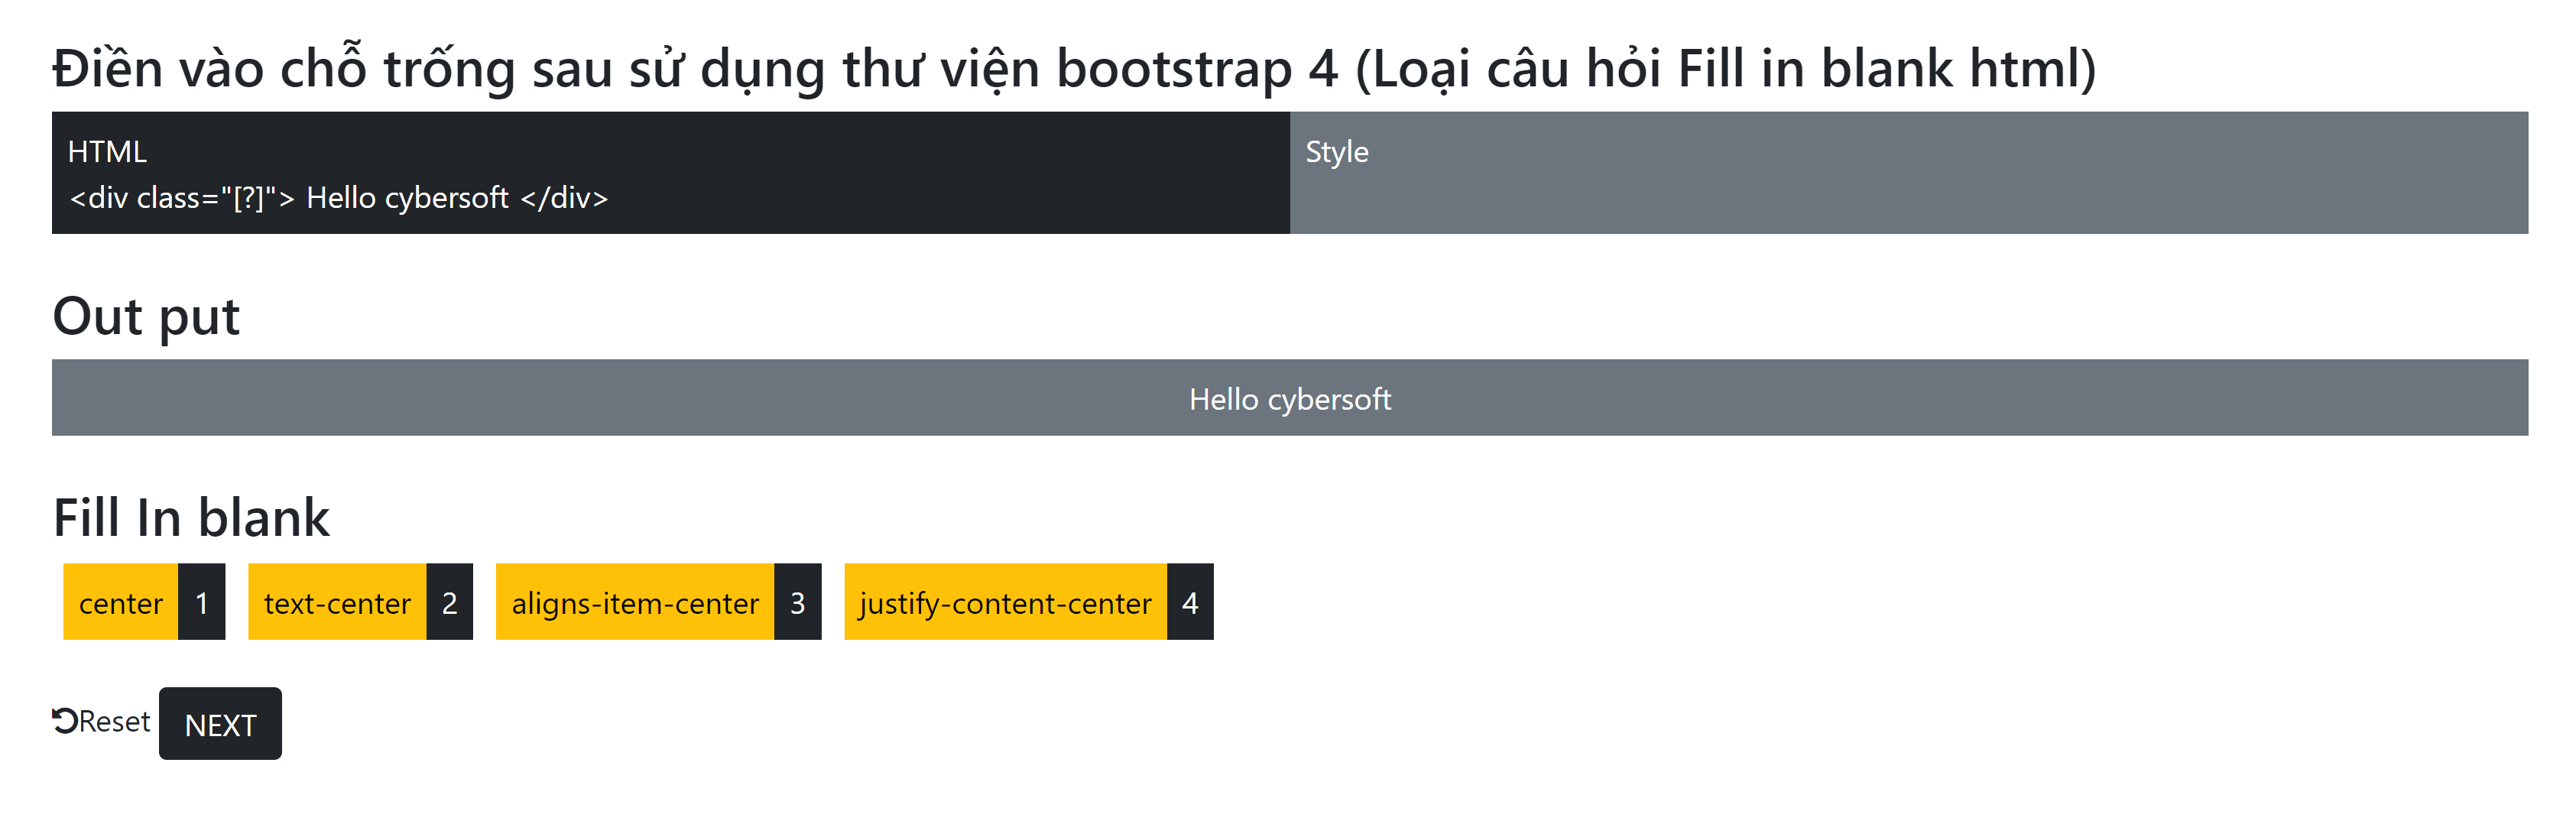 Điền vào chỗ trống sau sử dụng thư viện bootstrap 4 (Loại câu hỏi Fill in blank html)
HTML
<div class="[?]"> Hello cybersoft </div>
Style
Out put
Hello cybersoft
Fill In blank
center 1 text-center 2 aligns-item-center 3 justify-content-center 4
Reset NEXT